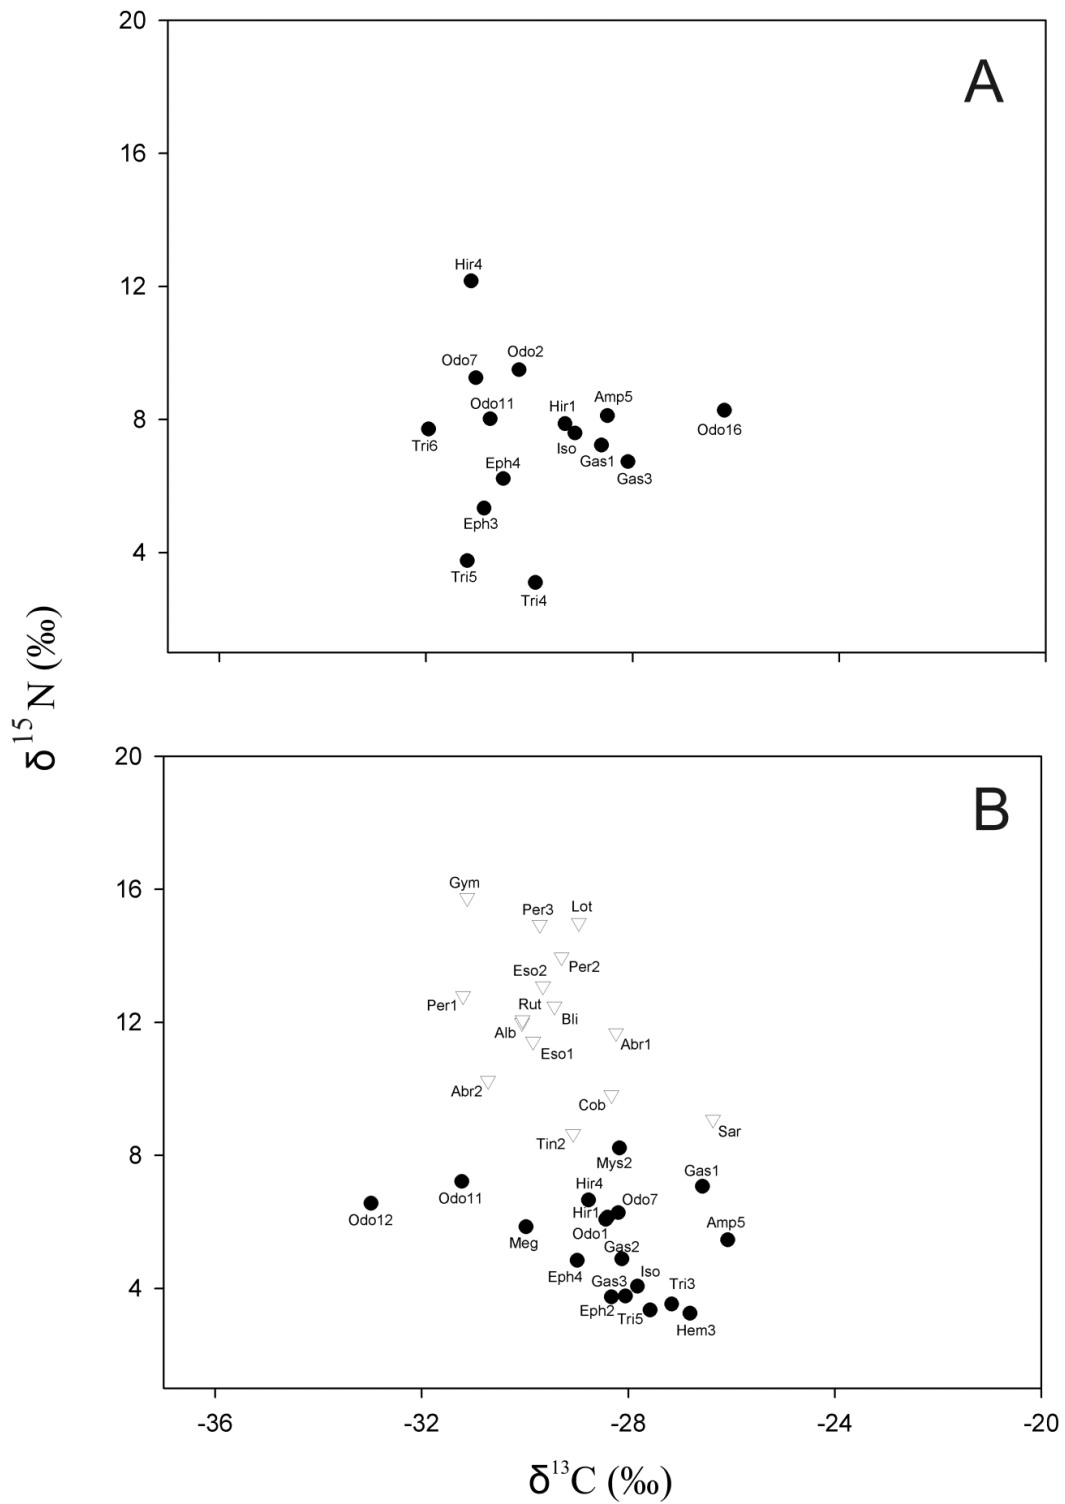 20
A
16
Hir4
12
Odo7
Odo2
Odo11
Hir1
Amp5
8
Odo16
Tri6
Iso
Gas1
Eph4
Gas3
Eph3
4
Tri5
Tri4
δ15N (‰)
20
B
16
Gym
Per3
Lot
Per2
Eso2
Per1
Rut
12
Bli
Alb
Abr1
Eso1
Abr2
Cob
Sar
Tin2
8
Mys2
Gas1
Hir4
Odo11
Odo7
Odo12
Hir1
Amp5
Odo1
Meg
Gas2
Eph4
Iso
Gas3
Tri3
4
Eph2
Tri5
Hem3
-36 -32 -28 -24 -20
δ13C (‰)